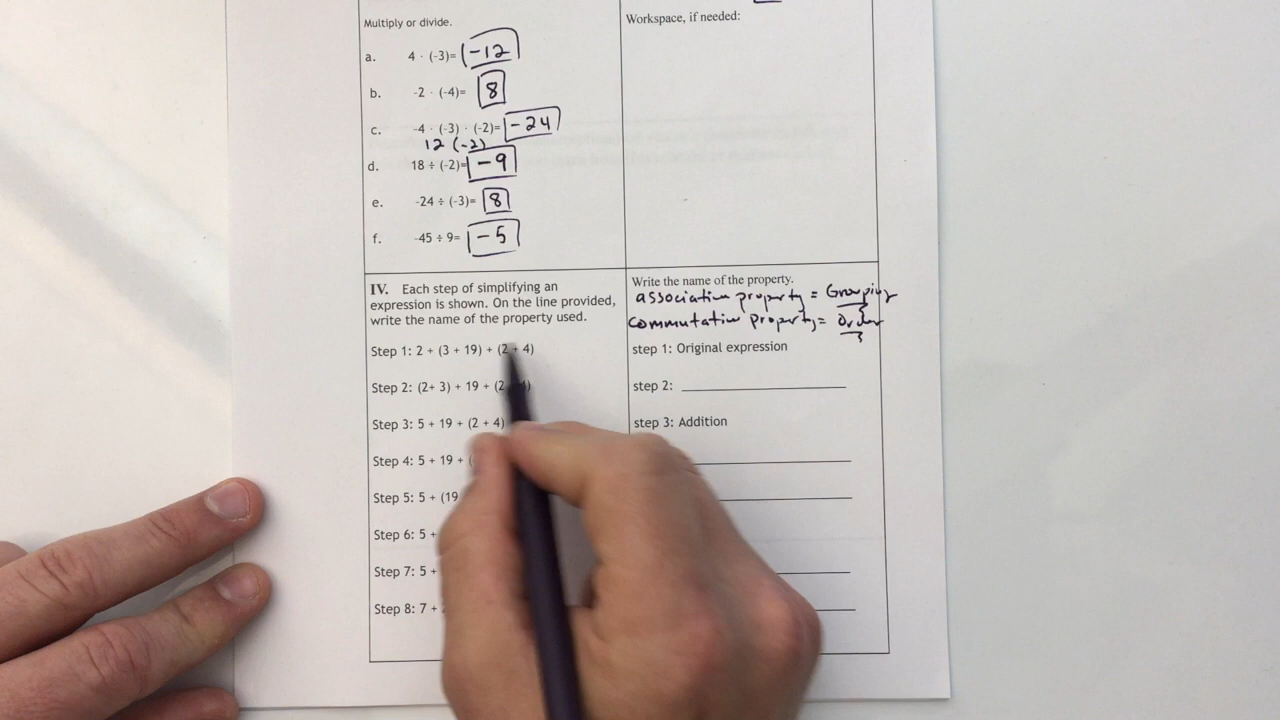 Multiply or divide.
a. 4 · (-3)= -12
b. -2 · (-4)= 8
c. -4 · (-3) · (-2)= -24
12 (-2)
d. 18 ÷ (-2)= -9
e. -24 ÷ (-3)= 8
f. -45 ÷ 9= -5
Workspace, if needed:
IV. Each step of simplifying an
expression is shown. On the line provided,
write the name of the property used.
Step 1: 2 + (3 + 19) + (2 + 4)
Step 2: (2+ 3) + 19 + (2
Step 3: 5 + 19 + (2 + 4)
Step 4: 5 + 19 +
Step 5: 5 + (19
Step 6: 5 +
Step 7: 5 +
Step 8: 7 +
Write the name of the property.
associative property = Grouping
commutative property = Order
step 1: Original expression
step 2:
step 3: Addition